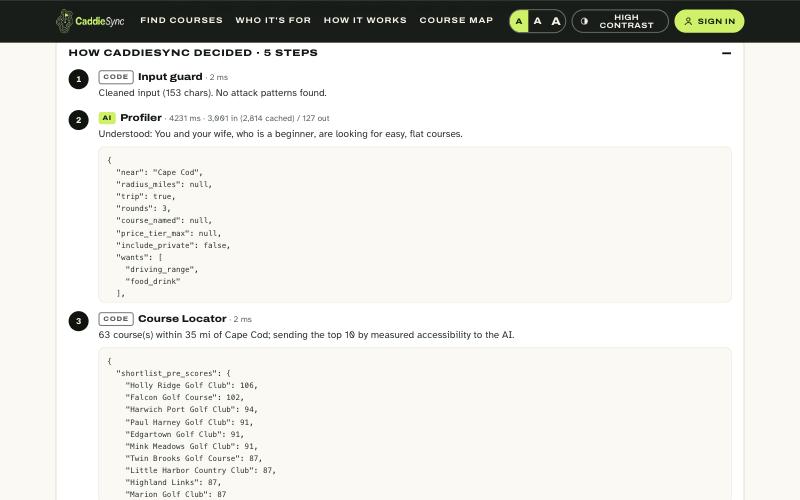 CaddieSync FIND COURSES WHO IT'S FOR HOW IT WORKS COURSE MAP A A A HIGH CONTRAST SIGN IN
HOW CADDIESYNC DECIDED · 5 STEPS
1 CODE Input guard · 2 ms
Cleaned input (153 chars). No attack patterns found.
2 AI Profiler · 4231 ms · 3,001 in (2,814 cached) / 127 out
Understood: You and your wife, who is a beginner, are looking for easy, flat courses.
{
"near": "Cape Cod",
"radius_miles": null,
"trip": true,
"rounds": 3,
"course_named": null,
"price_tier_max": null,
"include_private": false,
"wants": [
"driving_range",
"food_drink"
],
3 CODE Course Locator · 2 ms
63 course(s) within 35 mi of Cape Cod; sending the top 10 by measured accessibility to the AI.
{
"shortlist_pre_scores": {
"Holly Ridge Golf Club": 106,
"Falcon Golf Course": 102,
"Harwich Port Golf Club": 94,
"Paul Harney Golf Club": 91,
"Edgartown Golf Club": 91,
"Mink Meadows Golf Club": 91,
"Twin Brooks Golf Course": 87,
"Little Harbor Country Club": 87,
"Highland Links": 87,
"Marion Golf Club": 87